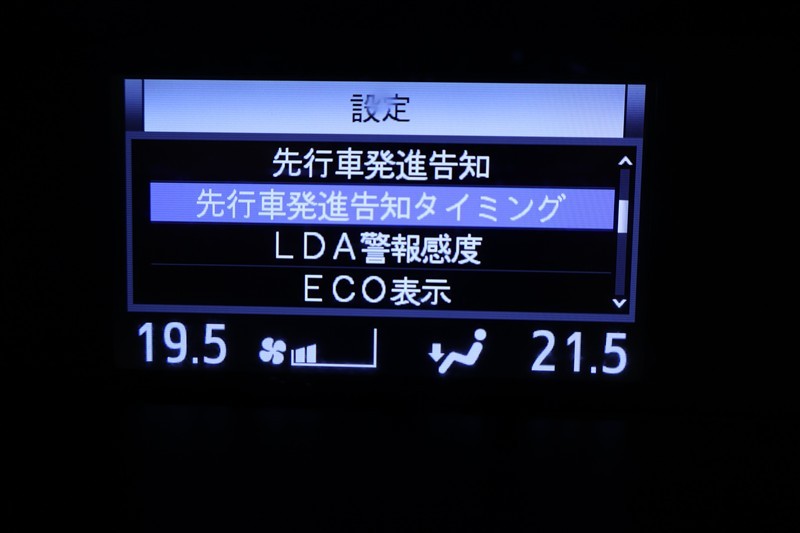 設定
先行車発進告知
先行車発進告知タイミング
LDA警報感度
ECO表示
19.5 21.5